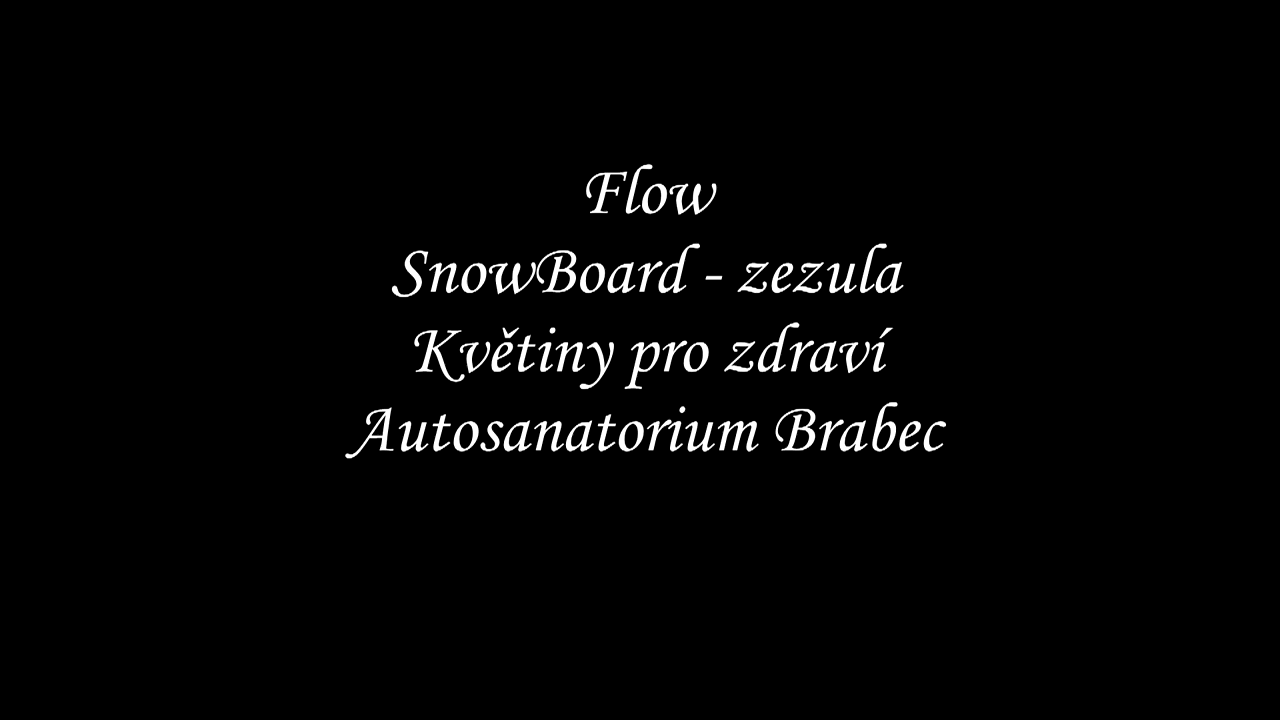 Flow
SnowBoard - zezula
Květiny pro zdraví
Autosanatorium Brabec